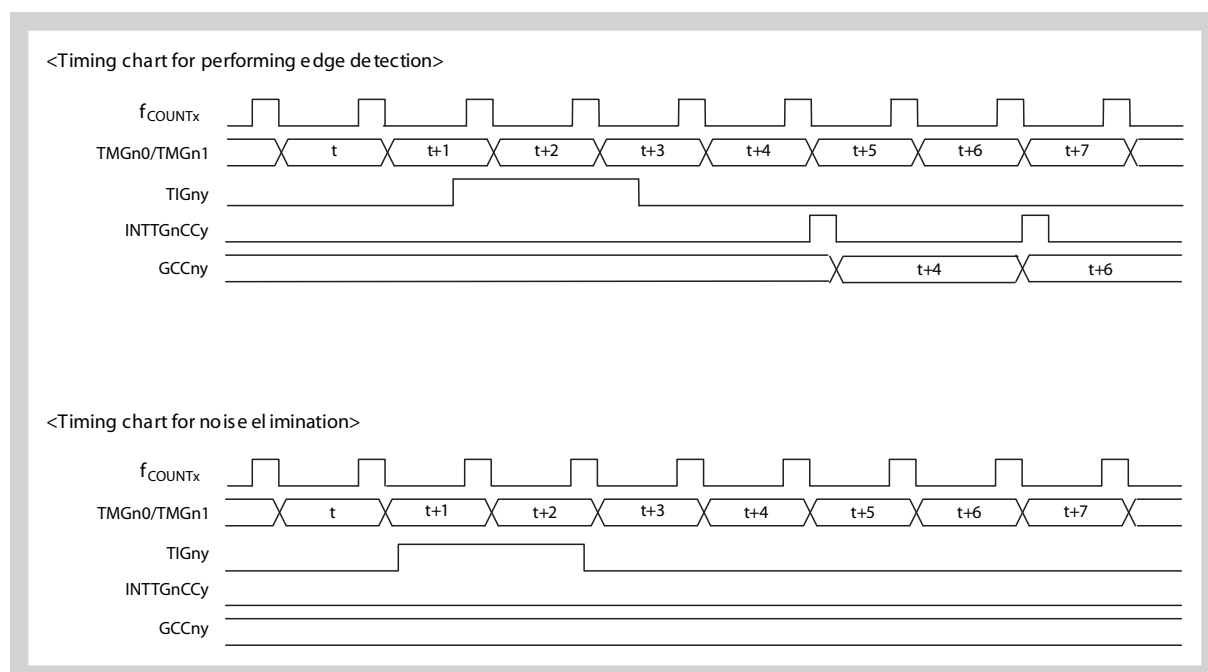 <Timing chart for performing edge detection>
fCOUNTx
TMGn0/TMGn1 t t+1 t+2 t+3 t+4 t+5 t+6 t+7
TIGny
INTTGnCCy
GCCny t+4 t+6
<Timing chart for noise elimination>
fCOUNTx
TMGn0/TMGn1 t t+1 t+2 t+3 t+4 t+5 t+6 t+7
TIGny
INTTGnCCy
GCCny